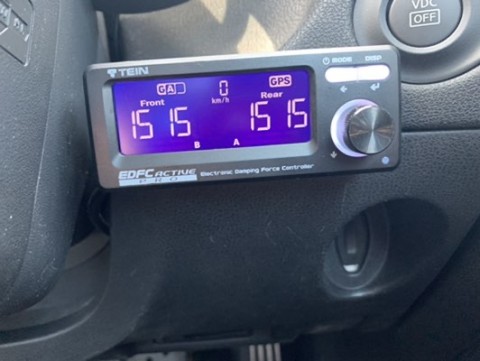 VDC
OFF
TEIN
MODE DISP
GA 0 GPS
Front km/h Rear
15 15 15 15
B A
EDFC ACTIVE
PRO
Electronic Damping Force Controller